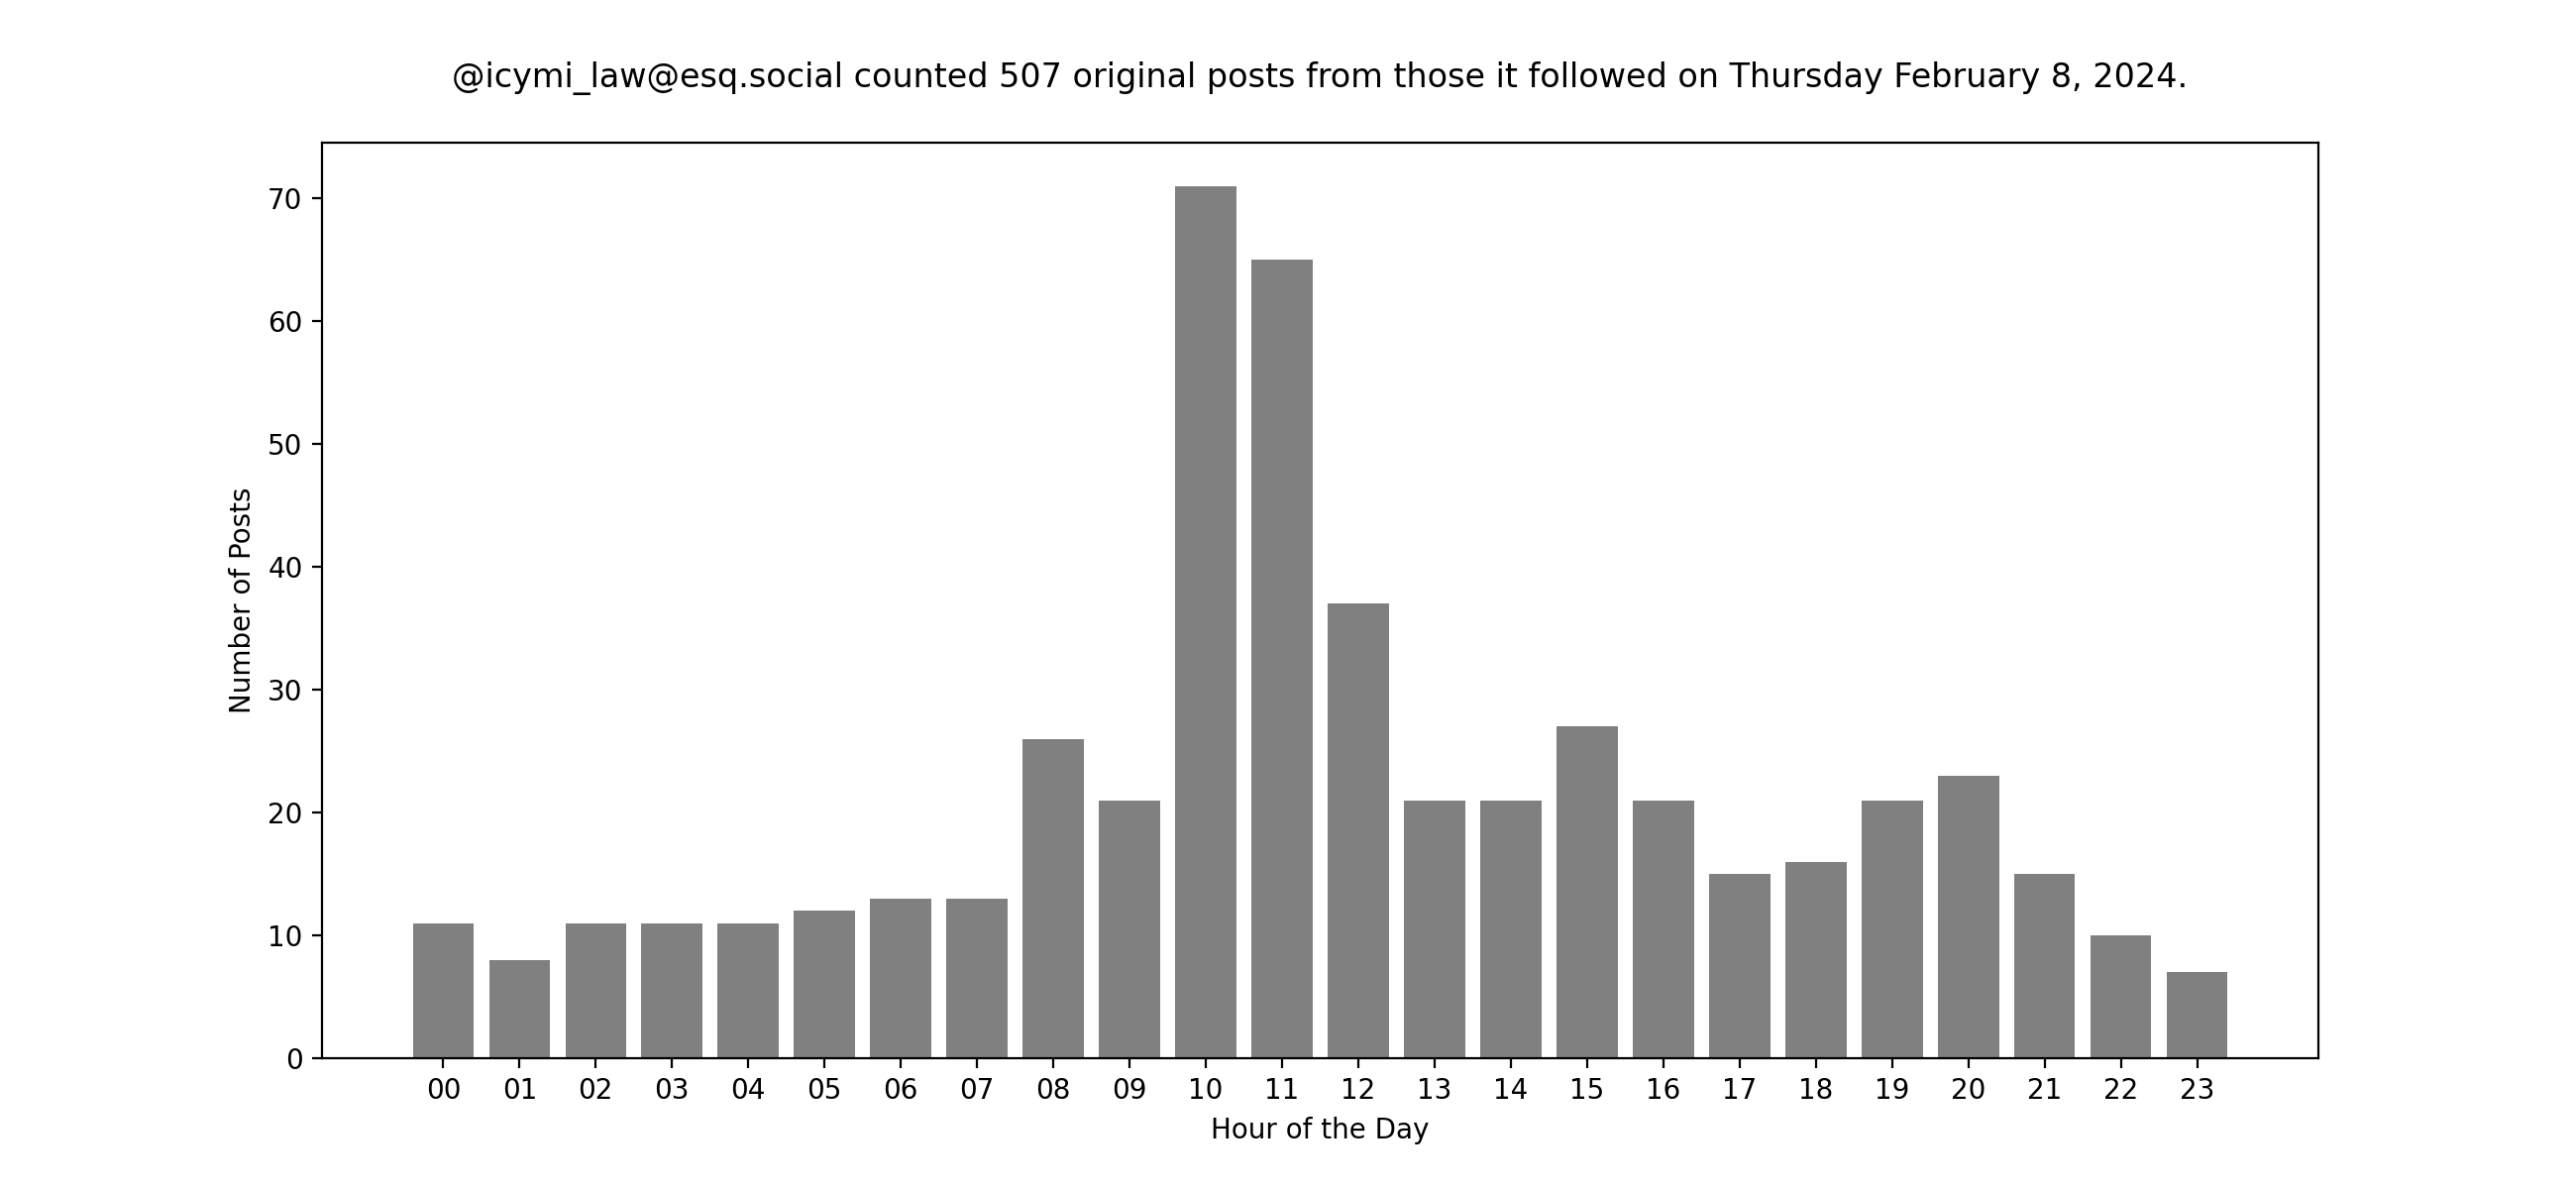 @icymi_law@esq.social counted 507 original posts from those it followed on Thursday February 8, 2024.
70
60
50
40
30
20
10
0
Number of Posts
00 01 02 03 04 05 06 07 08 09 10 11 12 13 14 15 16 17 18 19 20 21 22 23
Hour of the Day